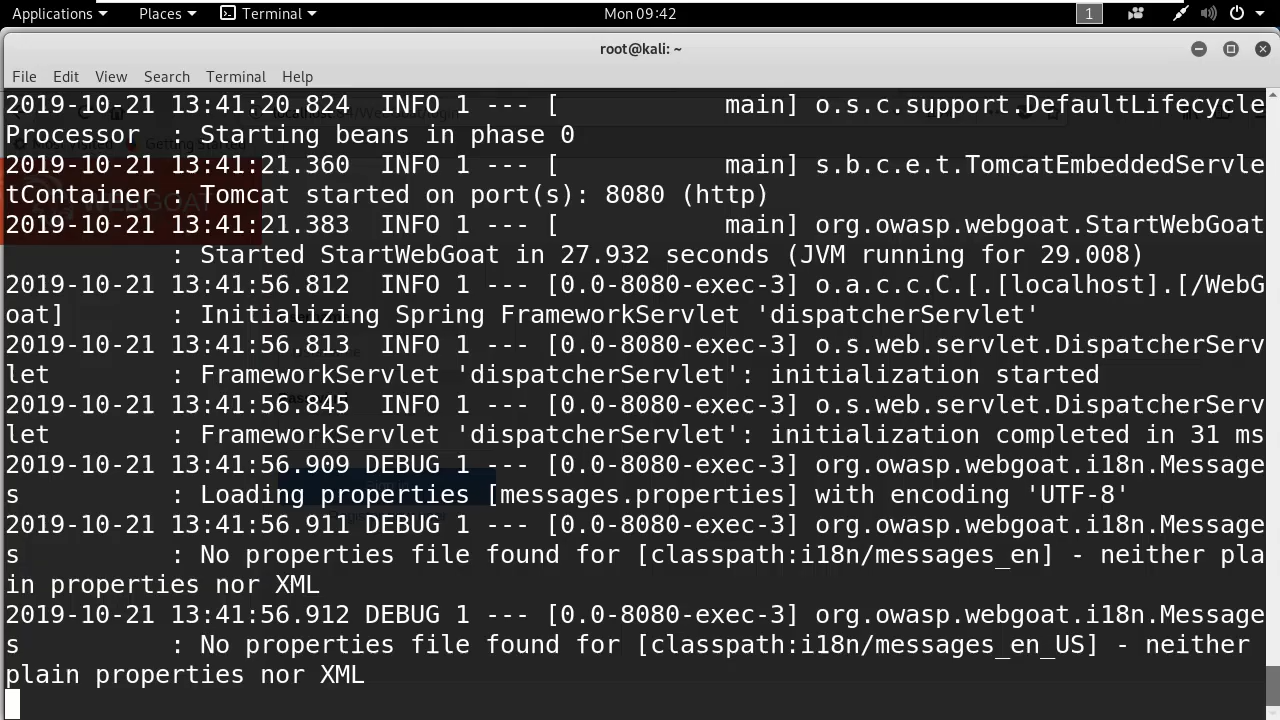 Applications Places Terminal Mon 09:42 1
root@kali: ~
File Edit View Search Terminal Help
2019-10-21 13:41:20.824  INFO 1 --- [           main] o.s.c.support.DefaultLifecycle
Processor  : Starting beans in phase 0
2019-10-21 13:41:21.360  INFO 1 --- [           main] s.b.c.e.t.TomcatEmbeddedServle
tContainer : Tomcat started on port(s): 8080 (http)
2019-10-21 13:41:21.383  INFO 1 --- [           main] org.owasp.webgoat.StartWebGoat
           : Started StartWebGoat in 27.932 seconds (JVM running for 29.008)
2019-10-21 13:41:56.812  INFO 1 --- [0.0-8080-exec-3] o.a.c.c.C.[.[localhost].[/WebG
oat]       : Initializing Spring FrameworkServlet 'dispatcherServlet'
2019-10-21 13:41:56.813  INFO 1 --- [0.0-8080-exec-3] o.s.web.servlet.DispatcherServ
let        : FrameworkServlet 'dispatcherServlet': initialization started
2019-10-21 13:41:56.845  INFO 1 --- [0.0-8080-exec-3] o.s.web.servlet.DispatcherServ
let        : FrameworkServlet 'dispatcherServlet': initialization completed in 31 ms
2019-10-21 13:41:56.909 DEBUG 1 --- [0.0-8080-exec-3] org.owasp.webgoat.i18n.Message
s          : Loading properties [messages.properties] with encoding 'UTF-8'
2019-10-21 13:41:56.911 DEBUG 1 --- [0.0-8080-exec-3] org.owasp.webgoat.i18n.Message
s          : No properties file found for [classpath:i18n/messages_en] - neither pla
in properties nor XML
2019-10-21 13:41:56.912 DEBUG 1 --- [0.0-8080-exec-3] org.owasp.webgoat.i18n.Message
s          : No properties file found for [classpath:i18n/messages_en_US] - neither 
plain properties nor XML